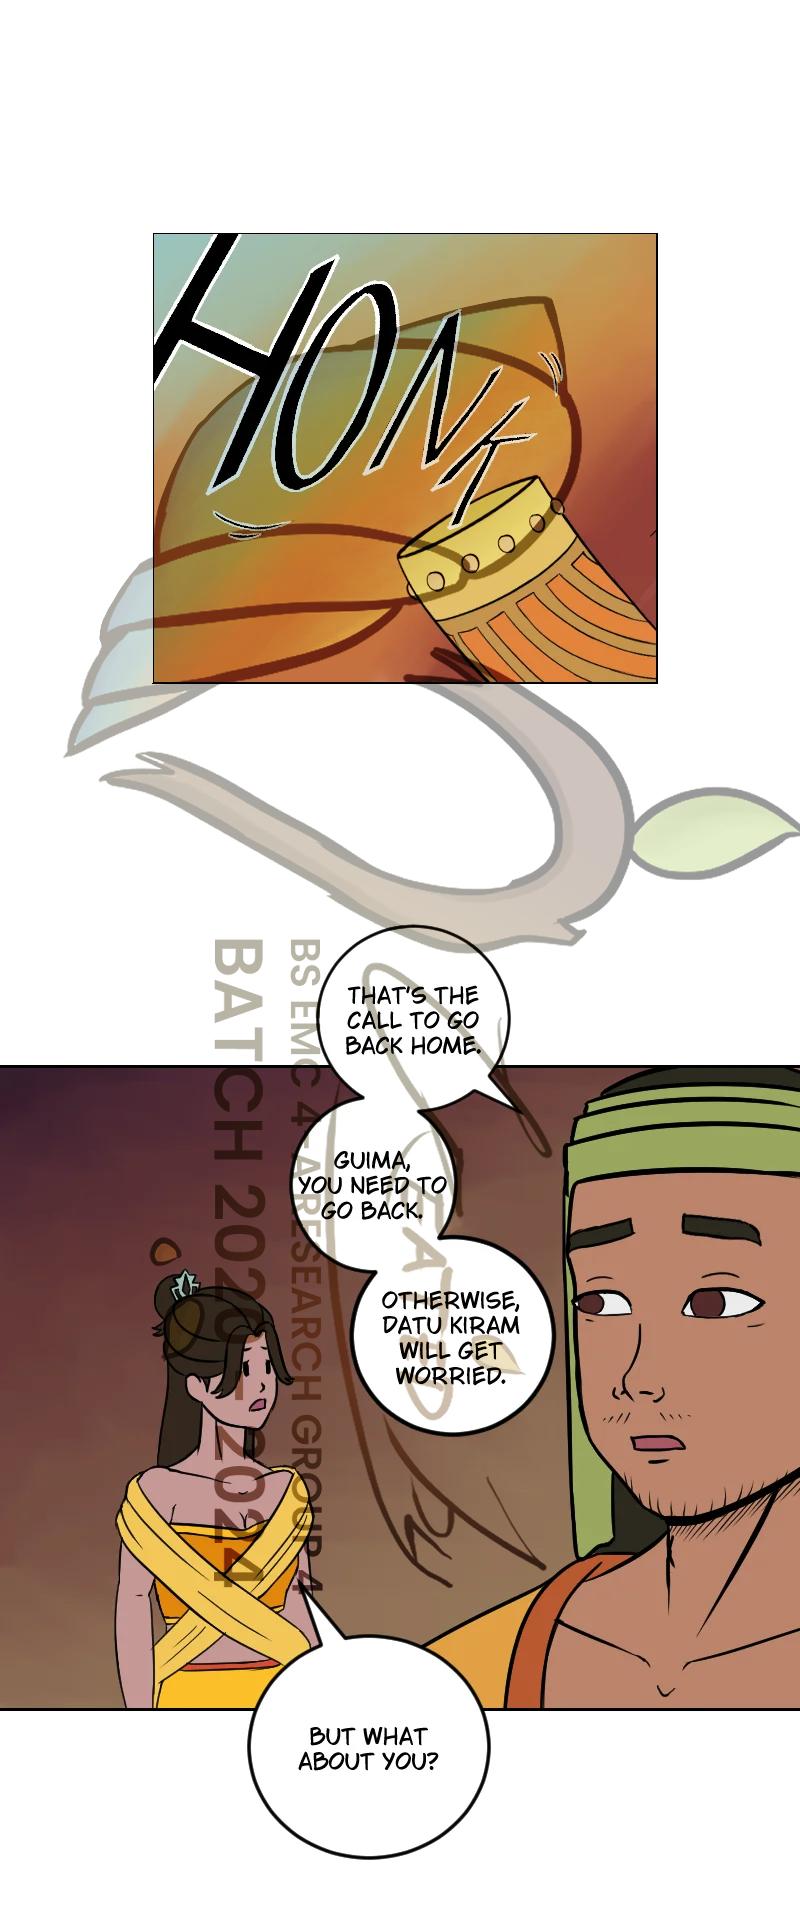 HONK
THAT'S THE
CALL TO GO
BACK HOME.
GUIMA,
YOU NEED TO
GO BACK.
OTHERWISE,
DATU KIRAM
WILL GET
WORRIED.
BUT WHAT
ABOUT YOU?
BS EMC 4 - ARESEARCH GROUP 4
BATCH 2020 - 2024